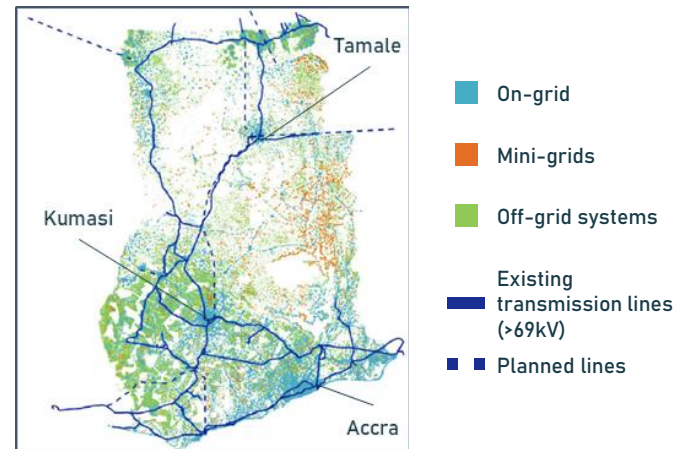 Tamale
Kumasi
Accra
On-grid
Mini-grids
Off-grid systems
Existing
transmission lines
(>69kV)
Planned lines